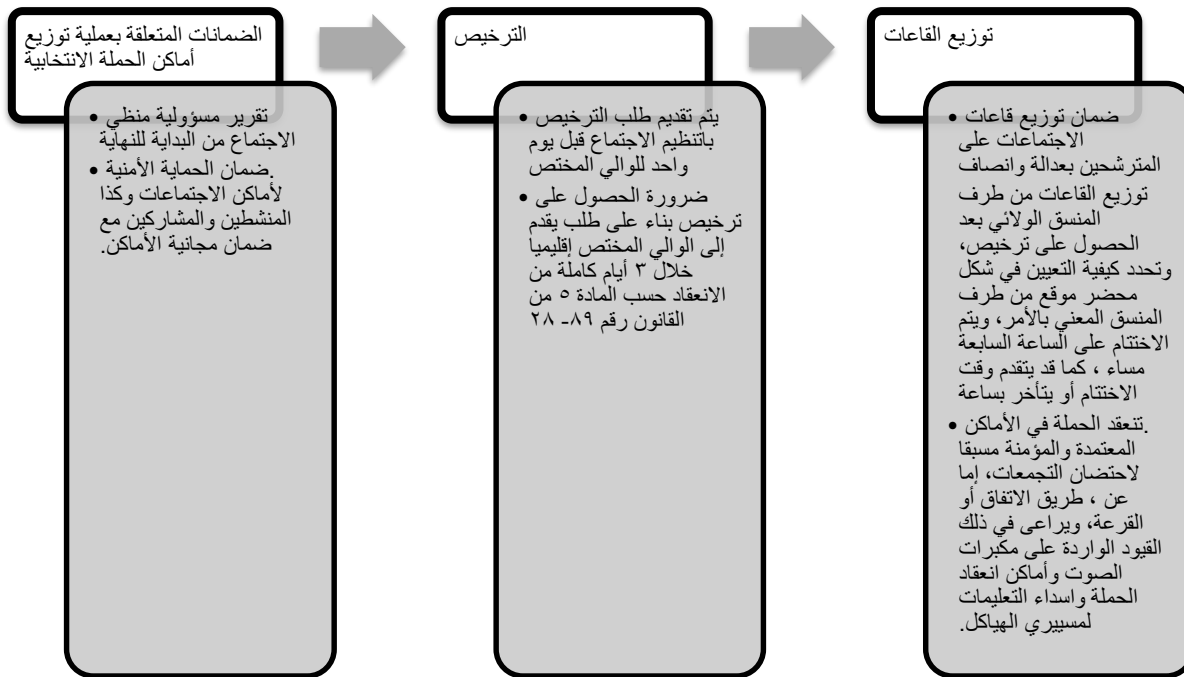 الضمانات المتعلقة بعملية توزيع
أماكن الحملة الانتخابية
• تقرير مسؤولية منظي
الاجتماع من البداية للنهاية
• .ضمان الحماية الأمنية
لأماكن الاجتماعات وكذا
المنشطين والمشاركين مع
ضمان مجانية الأماكن.
الترخيص
• يتم تقديم طلب الترخيص
باتنظيم الاجتماع قبل يوم
واحد للوالي المختص
• ضرورة الحصول على
ترخيص بناء على طلب يقدم
إلى الوالي المختص إقليميا
خلال ٣ أيام كاملة من
الانعقاد حسب المادة ٥ من
القانون رقم ٨٩- ٢٨
توزيع القاعات
• ضمان توزيع قاعات
الاجتماعات على
المترشحين بعدالة وانصاف
توزيع القاعات من طرف
المنسق الولائي بعد
الحصول على ترخيص،
وتحدد كيفية التعيين في شكل
محضر موقع من طرف
المنسق المعني بالأمر، ويتم
الاختتام على الساعة السابعة
مساء ، كما قد يتقدم وقت
الاختتام أو يتأخر بساعة
• .تنعقد الحملة في الأماكن
المعتمدة والمؤمنة مسبقا
لاحتضان التجمعات، إما
عن ، طريق الاتفاق أو
القرعة، ويراعى في ذلك
القيود الواردة على مكبرات
الصوت وأماكن انعقاد
الحملة واسداء التعليمات
لمسييري الهياكل.